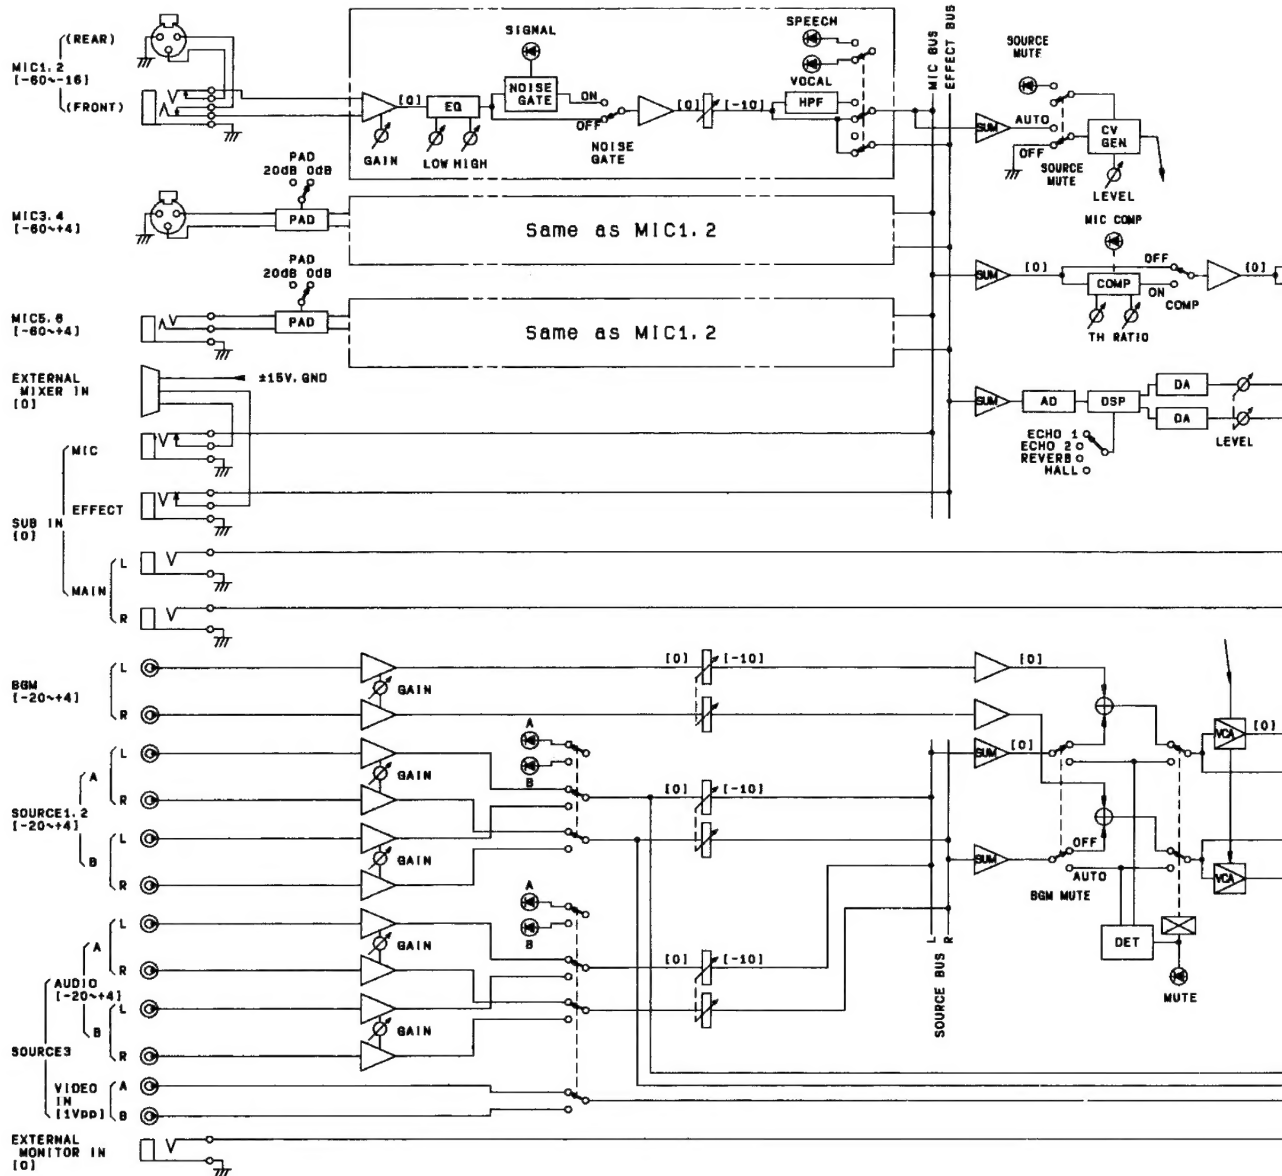 (REAR)
MIC1.2
[-60~-16]
(FRONT)
SIGNAL
NOISE
GATE
[0]
EQ
ON
OFF
NOISE
GATE
GAIN
LOW HIGH
[0]
[-10]
SPEECH
VOCAL
HPF
MIC BUS
EFFECT BUS
SOURCE
MUTE
SUM
AUTO
OFF
SOURCE
MUTE
CV
GEN
LEVEL
PAD
20dB 0dB
MIC3.4
[-60~+4]
PAD
Same as MIC1.2
MIC COMP
SUM
[0]
OFF
COMP
ON
COMP
[0]
TH RATIO
PAD
20dB 0dB
MIC5.6
[-60~+4]
PAD
Same as MIC1.2
EXTERNAL
MIXER IN
[0]
±15V.GND
SUM
AD
DSP
DA
DA
LEVEL
ECHO 1
ECHO 2
REVERB
HALL
MIC
EFFECT
SUB IN
[0]
L
MAIN
R
BGM
[-20~+4]
L
R
GAIN
[0]
[-10]
[0]
SOURCE1.2
[-20~+4]
A
L
R
B
L
R
GAIN
GAIN
A
B
[0]
[-10]
SUM
[0]
SUM
OFF
AUTO
BGM MUTE
VCA
[0]
VCA
DET
MUTE
SOURCE BUS
L
R
SOURCE3
AUDIO
[-20~+4]
A
L
R
B
L
R
GAIN
GAIN
A
B
[0]
[-10]
VIDEO
IN
[1Vpp]
A
B
EXTERNAL
MONITOR IN
[0]